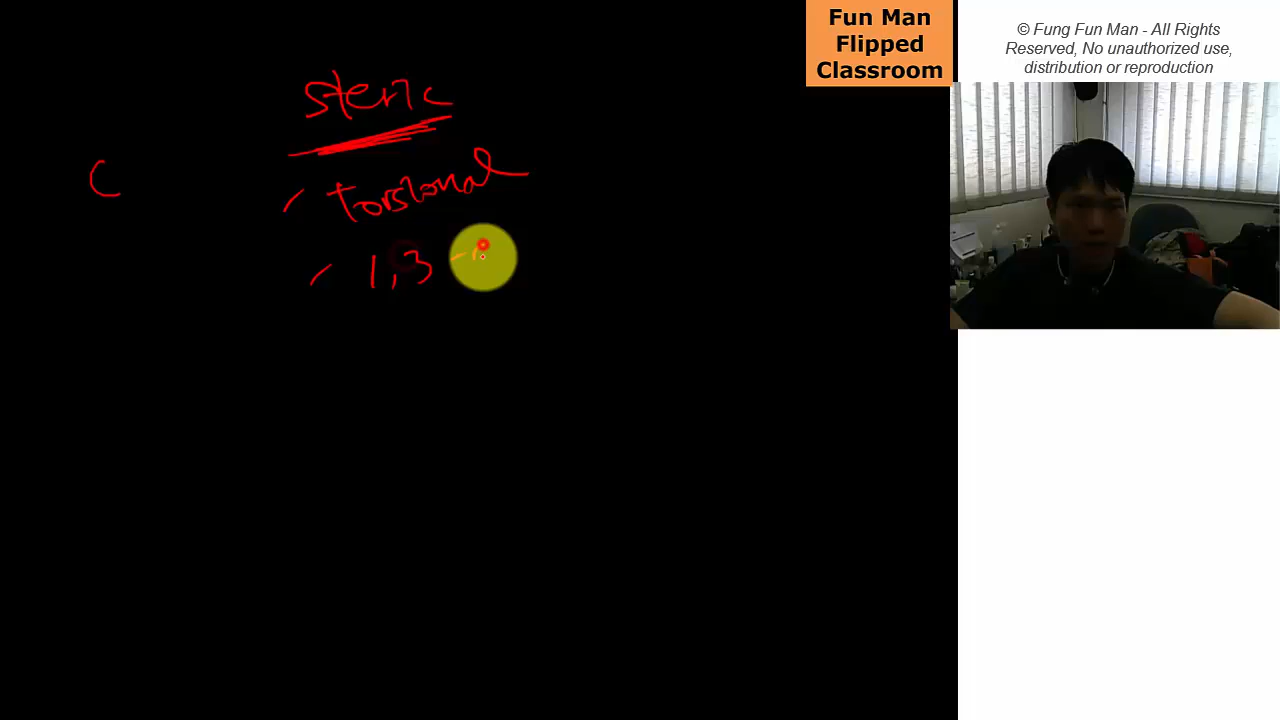 Fun Man
Flipped
Classroom
© Fung Fun Man - All Rights
Reserved, No unauthorized use,
distribution or reproduction
steric
C
- torsional
- 1,3 -